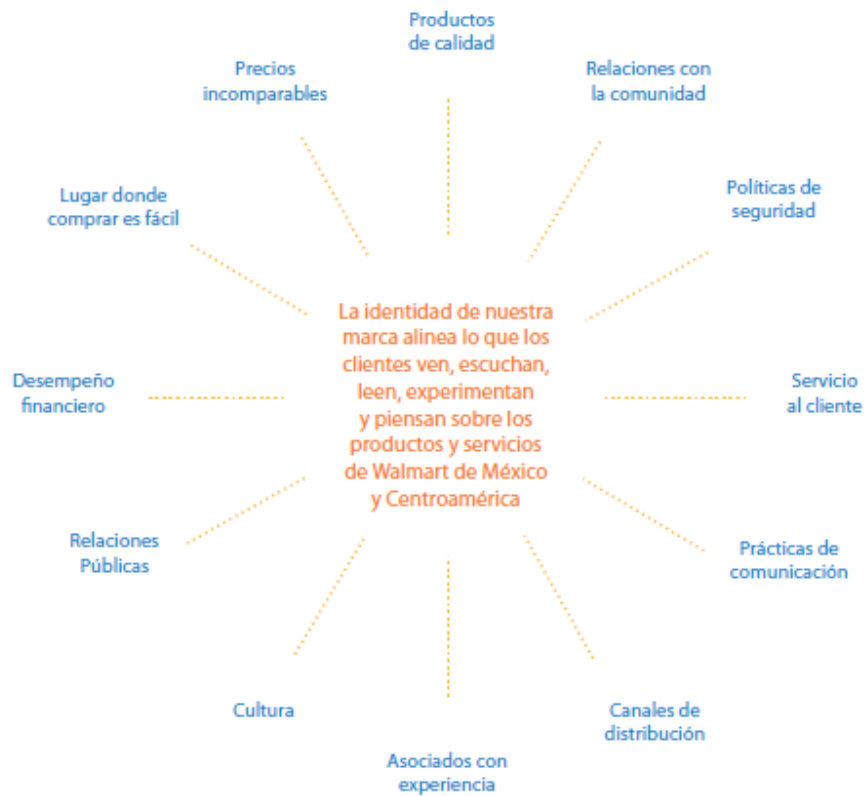 Productos
de calidad
Relaciones con
la comunidad
Políticas de
seguridad
Servicio
al cliente
Prácticas de
comunicación
Canales de
distribución
Asociados con
experiencia
Cultura
Relaciones
Públicas
Desempeño
financiero
Lugar donde
comprar es fácil
Precios
incomparables
La identidad de nuestra
marca alinea lo que los
clientes ven, escuchan,
leen, experimentan
y piensan sobre los
productos y servicios
de Walmart de México
y Centroamérica